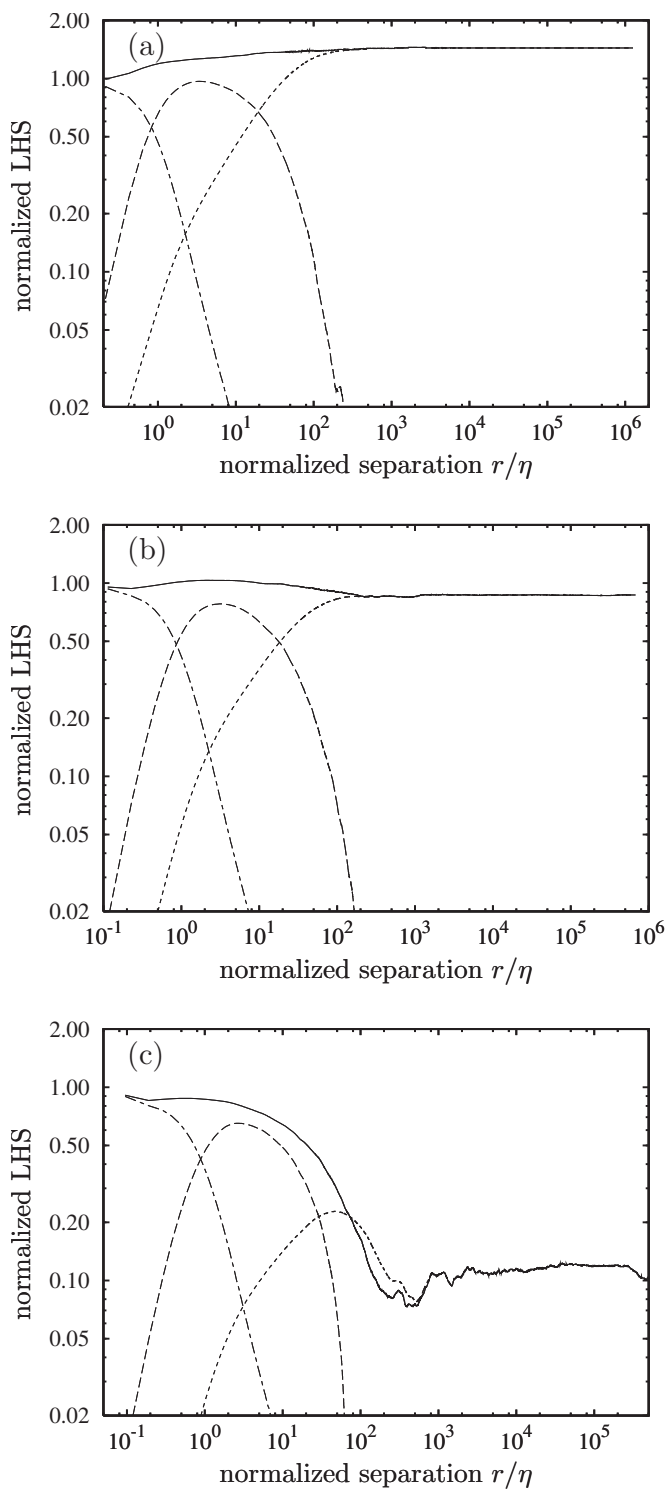 2.00
(a)
1.00
0.50
0.20
0.10
0.05
0.02
normalized LHS
10^0 10^1 10^2 10^3 10^4 10^5 10^6
normalized separation r/η
2.00
(b)
1.00
0.50
0.20
0.10
0.05
0.02
normalized LHS
10^-1 10^0 10^1 10^2 10^3 10^4 10^5 10^6
normalized separation r/η
2.00
(c)
1.00
0.50
0.20
0.10
0.05
0.02
normalized LHS
10^-1 10^0 10^1 10^2 10^3 10^4 10^5
normalized separation r/η